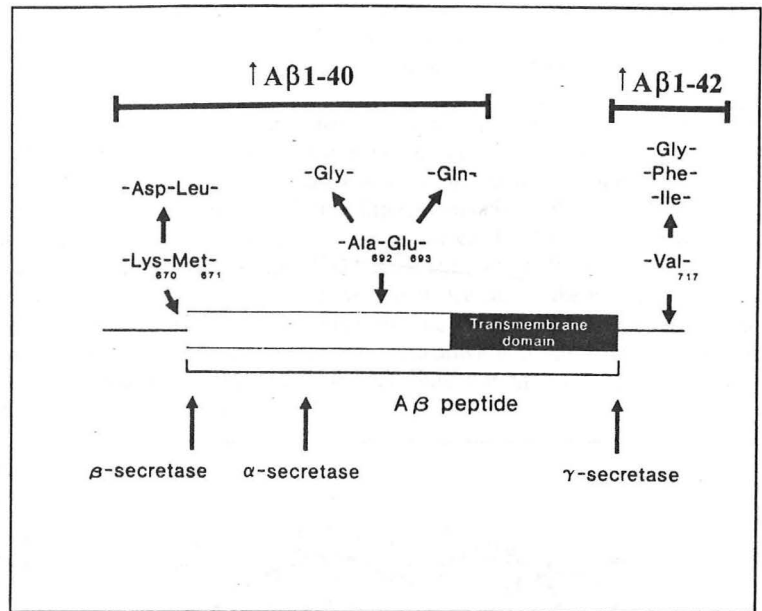 ↑Aβ1-40
↑Aβ1-42
-Gly-
-Phe-
-Ile-
-Gly-
-Gln-
-Asp-Leu-
-Lys-Met-
670 671
-Ala-Glu-
692 693
-Val-
717
Transmembrane
domain
Aβ peptide
β-secretase
α-secretase
γ-secretase